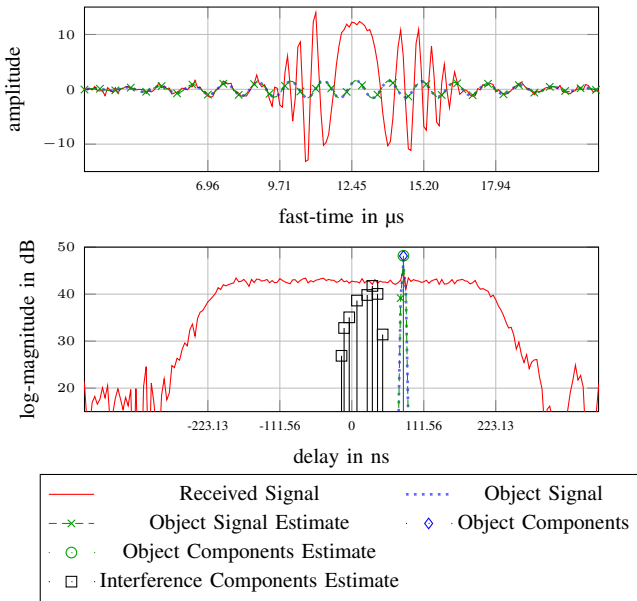 10
0
−10
amplitude
6.96 9.71 12.45 15.20 17.94
fast-time in µs
50
40
30
20
log-magnitude in dB
-223.13 -111.56 0 111.56 223.13
delay in ns
Received Signal Object Signal
Object Signal Estimate Object Components
Object Components Estimate
Interference Components Estimate